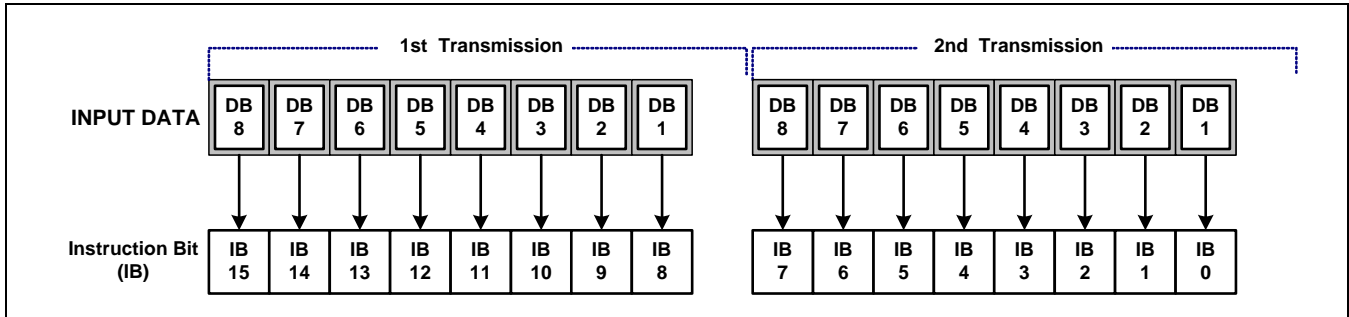 1st Transmission 2nd Transmission
INPUT DATA DB 8 DB 7 DB 6 DB 5 DB 4 DB 3 DB 2 DB 1 DB 8 DB 7 DB 6 DB 5 DB 4 DB 3 DB 2 DB 1
Instruction Bit (IB) IB 15 IB 14 IB 13 IB 12 IB 11 IB 10 IB 9 IB 8 IB 7 IB 6 IB 5 IB 4 IB 3 IB 2 IB 1 IB 0